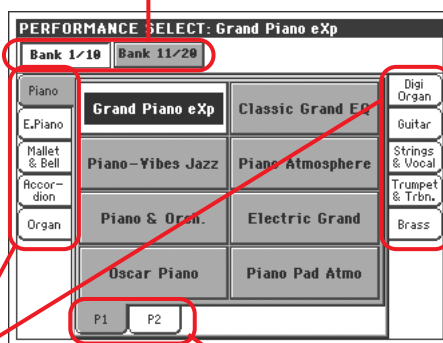 PERFORMANCE SELECT: Grand Piano eXp
Bank 1/10 Bank 11/20
Piano
E.Piano
Mallet
& Bell
Accor-
dion
Organ
Grand Piano eXp
Classic Grand EQ
Piano-Vibes Jazz
Piano Atmosphere
Piano & Orch.
Electric Grand
Oscar Piano
Piano Pad Atmo
Digi
Organ
Guitar
Strings
& Vocal
Trumpet
& Trbn.
Brass
P1 P2